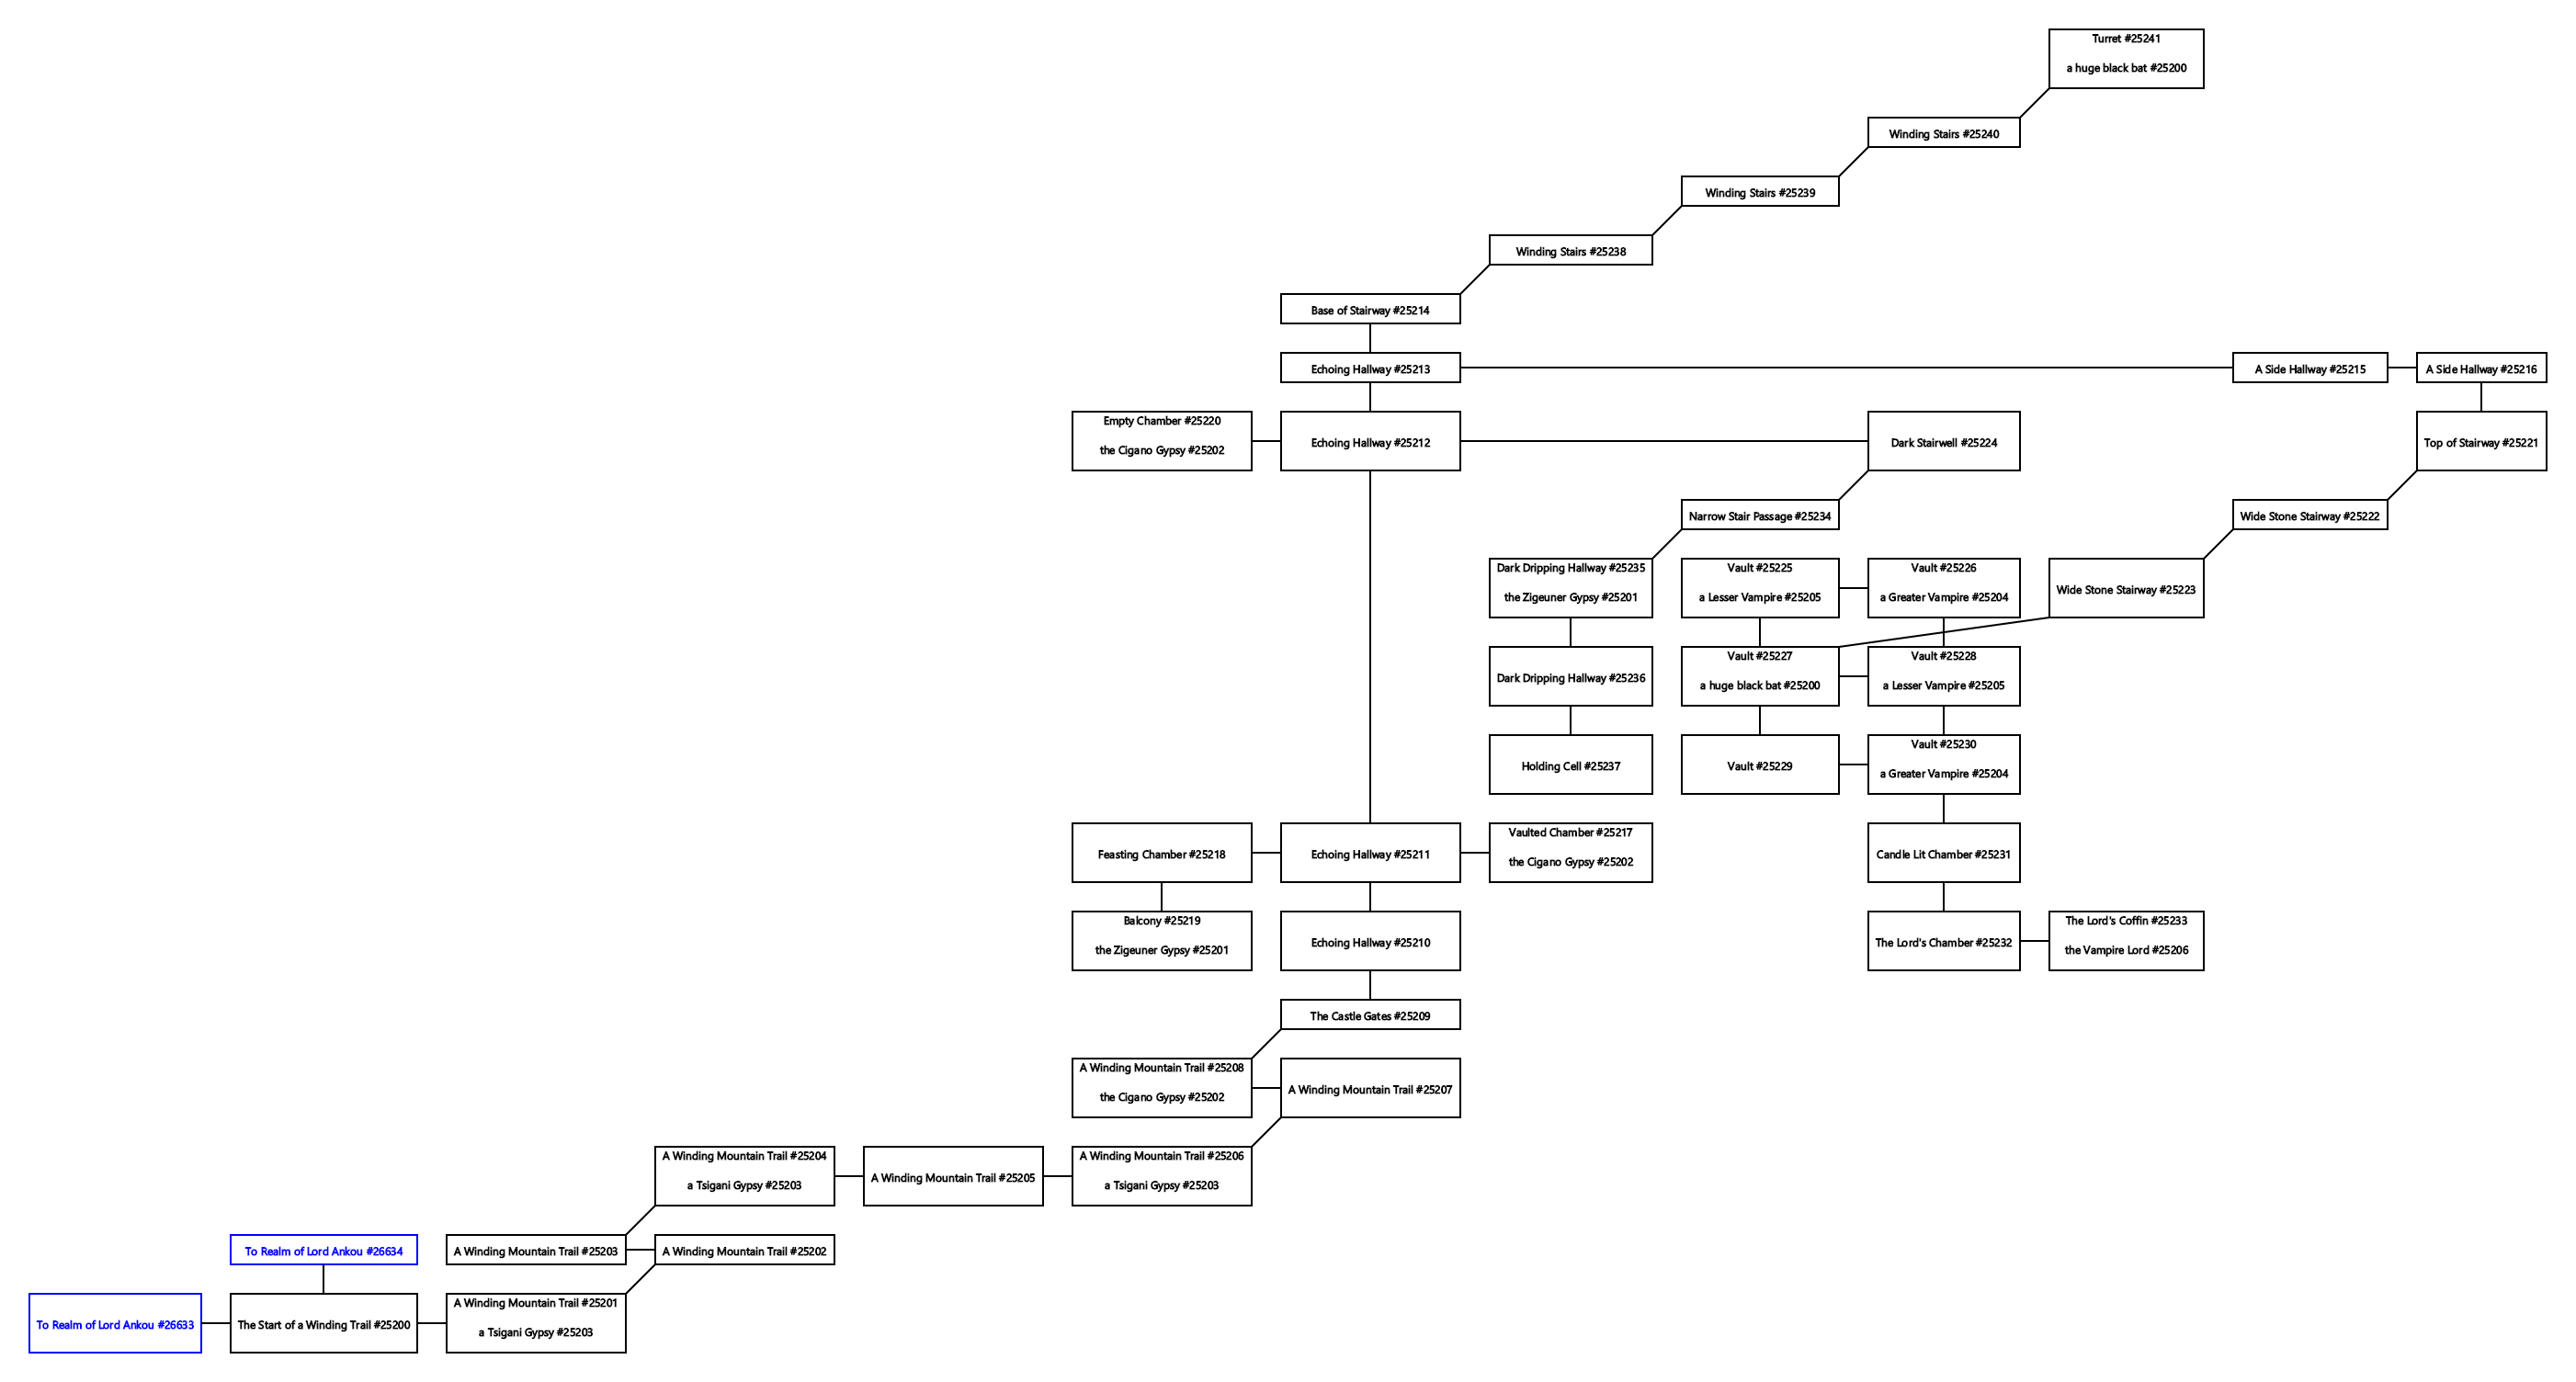 Turret #25241
a huge black bat #25200
Winding Stairs #25240
Winding Stairs #25239
Winding Stairs #25238
Base of Stairway #25214
Echoing Hallway #25213
A Side Hallway #25215
A Side Hallway #25216
Empty Chamber #25220
the Cigano Gypsy #25202
Echoing Hallway #25212
Dark Stairwell #25224
Top of Stairway #25221
Narrow Stair Passage #25234
Wide Stone Stairway #25222
Dark Dripping Hallway #25235
the Zigeuner Gypsy #25201
Vault #25225
a Lesser Vampire #25205
Vault #25226
a Greater Vampire #25204
Wide Stone Stairway #25223
Dark Dripping Hallway #25236
Vault #25227
a huge black bat #25200
Vault #25228
a Lesser Vampire #25205
Holding Cell #25237
Vault #25229
Vault #25230
a Greater Vampire #25204
Feasting Chamber #25218
Echoing Hallway #25211
Vaulted Chamber #25217
the Cigano Gypsy #25202
Candle Lit Chamber #25231
Balcony #25219
the Zigeuner Gypsy #25201
Echoing Hallway #25210
The Lord's Chamber #25232
The Lord's Coffin #25233
the Vampire Lord #25206
The Castle Gates #25209
A Winding Mountain Trail #25208
the Cigano Gypsy #25202
A Winding Mountain Trail #25207
A Winding Mountain Trail #25204
a Tsigani Gypsy #25203
A Winding Mountain Trail #25205
A Winding Mountain Trail #25206
a Tsigani Gypsy #25203
To Realm of Lord Ankou #26634
A Winding Mountain Trail #25203
A Winding Mountain Trail #25202
To Realm of Lord Ankou #26633
The Start of a Winding Trail #25200
A Winding Mountain Trail #25201
a Tsigani Gypsy #25203